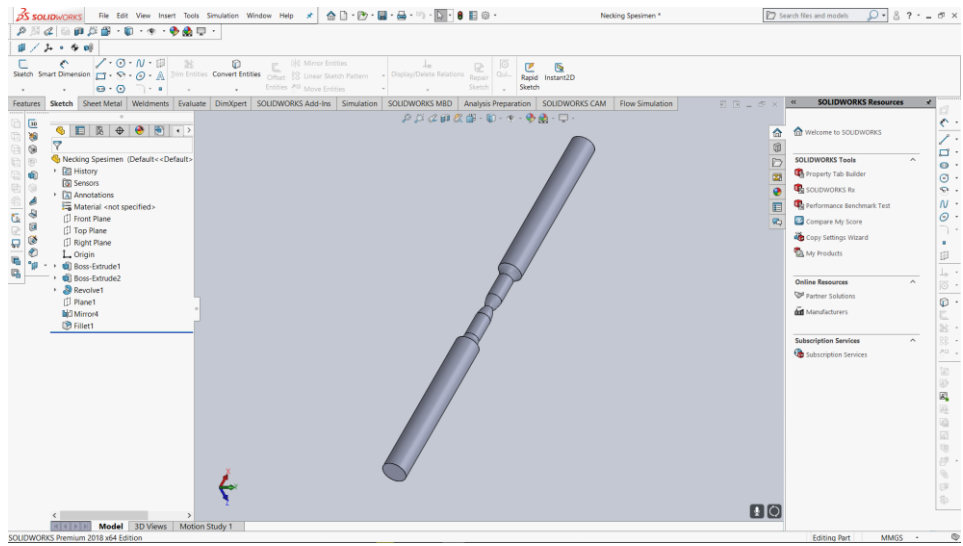 SOLIDWORKS File Edit View Insert Tools Simulation Window Help Necking Spesimen * Search files and models
Sketch Smart Dimension Trim Entities Convert Entities Offset Entities Mirror Entities Linear Sketch Pattern Move Entities Display/Delete Relations Repair Sketch Qui... Rapid Sketch Instant2D
Features Sketch Sheet Metal Weldments Evaluate DimXpert SOLIDWORKS Add-Ins Simulation SOLIDWORKS MBD Analysis Preparation SOLIDWORKS CAM Flow Simulation
Necking Spesimen (Default<<Default>
History
Sensors
Annotations
Material <not specified>
Front Plane
Top Plane
Right Plane
Origin
Boss-Extrude1
Boss-Extrude2
Revolve1
Plane1
Mirror4
Fillet1
SOLIDWORKS Resources
Welcome to SOLIDWORKS
SOLIDWORKS Tools
Property Tab Builder
SOLIDWORKS Rx
Performance Benchmark Test
Compare My Score
Copy Settings Wizard
My Products
Online Resources
Partner Solutions
Manufacturers
Subscription Services
Subscription Services
Model 3D Views Motion Study 1
SOLIDWORKS Premium 2018 x64 Edition Editing Part MMGS